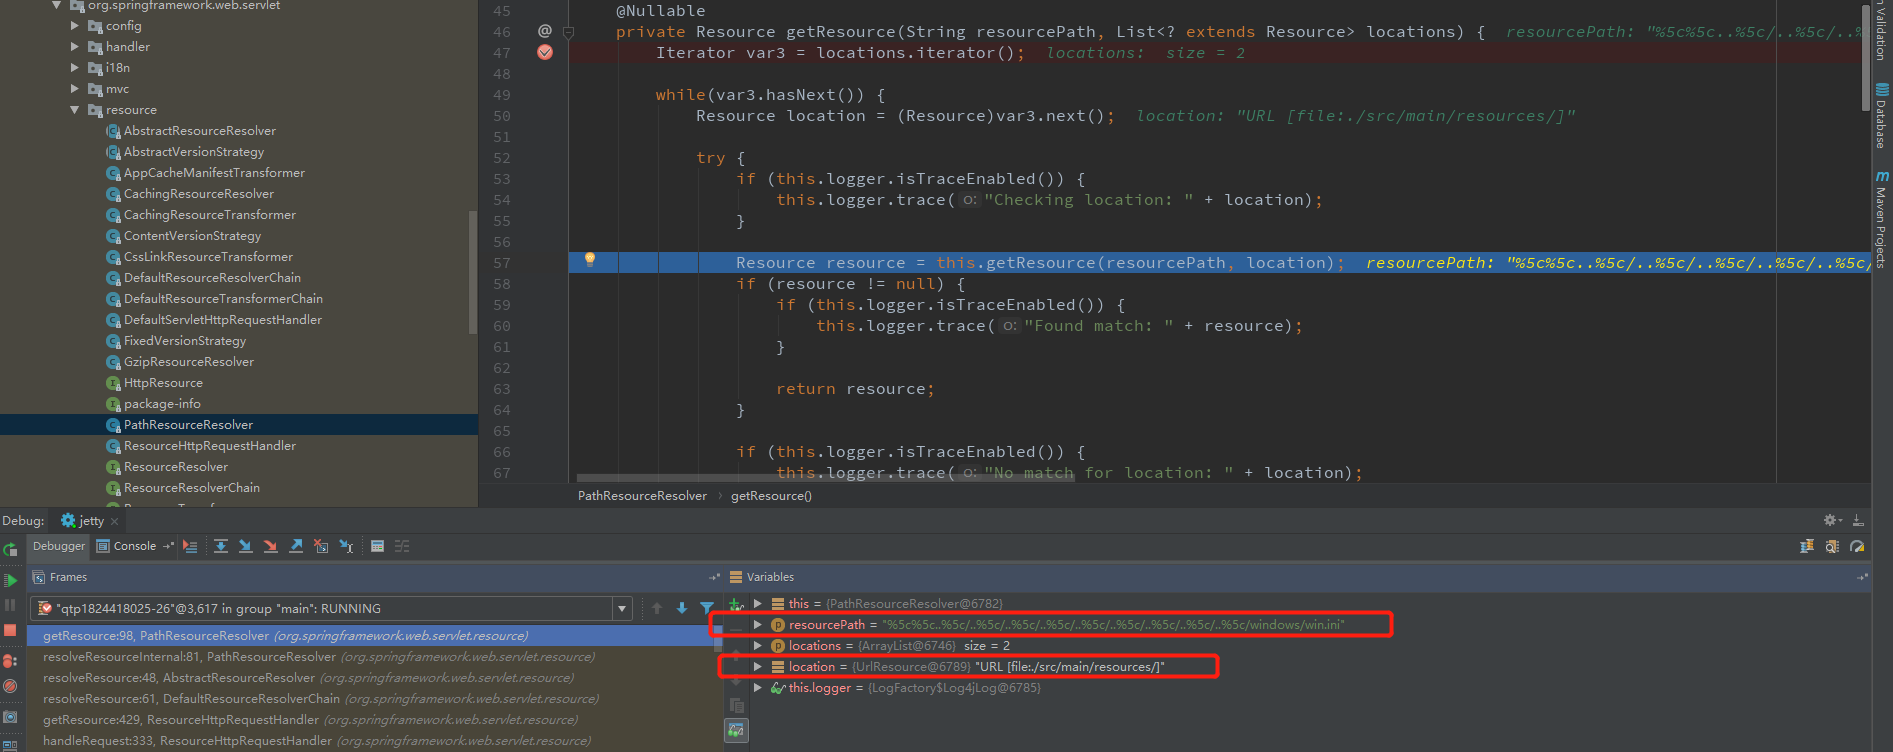 org.springframework.web.servlet
config
handler
i18n
mvc
resource
AbstractResourceResolver
AbstractVersionStrategy
AppCacheManifestTransformer
CachingResourceResolver
CachingResourceTransformer
ContentVersionStrategy
CssLinkResourceTransformer
DefaultResourceResolverChain
DefaultResourceTransformerChain
DefaultServletHttpRequestHandler
FixedVersionStrategy
GzipResourceResolver
HttpResource
package-info
PathResourceResolver
ResourceHttpRequestHandler
ResourceResolver
ResourceResolverChain
45 @Nullable
46 @ private Resource getResource(String resourcePath, List<? extends Resource> locations) { resourcePath: "%5c%5c..%5c/..%5c/..%
47 Iterator var3 = locations.iterator(); locations: size = 2
48
49 while(var3.hasNext()) {
50 Resource location = (Resource)var3.next(); location: "URL [file:./src/main/resources/]"
51
52 try {
53 if (this.logger.isTraceEnabled()) {
54 this.logger.trace( o: "Checking location: " + location);
55 }
56
57 Resource resource = this.getResource(resourcePath, location); resourcePath: "%5c%5c..%5c/..%5c/..%5c/..%5c/..%5c/..%5c/
58 if (resource != null) {
59 if (this.logger.isTraceEnabled()) {
60 this.logger.trace( o: "Found match: " + resource);
61 }
62
63 return resource;
64 }
65
66 if (this.logger.isTraceEnabled()) {
67 this.logger.trace( o: "No match for location: " + location);
PathResourceResolver › getResource()
n Validation
Database
m Maven Projects
Debug: jetty
Debugger Console
Frames
"qtp1824418025-26"@3,617 in group "main": RUNNING
getResource:98, PathResourceResolver (org.springframework.web.servlet.resource)
resolveResourceInternal:81, PathResourceResolver (org.springframework.web.servlet.resource)
resolveResource:48, AbstractResourceResolver (org.springframework.web.servlet.resource)
resolveResource:61, DefaultResourceResolverChain (org.springframework.web.servlet.resource)
getResource:429, ResourceHttpRequestHandler (org.springframework.web.servlet.resource)
handleRequest:333, ResourceHttpRequestHandler (org.springframework.web.servlet.resource)
Variables
this = {PathResourceResolver@6782}
resourcePath = "%5c%5c..%5c/..%5c/..%5c/..%5c/..%5c/..%5c/..%5c/..%5c/..%5c/windows/win.ini"
locations = {ArrayList@6746} size = 2
location = {UrlResource@6789} "URL [file:./src/main/resources/]"
this.logger = {LogFactory$Log4jLog@6785}